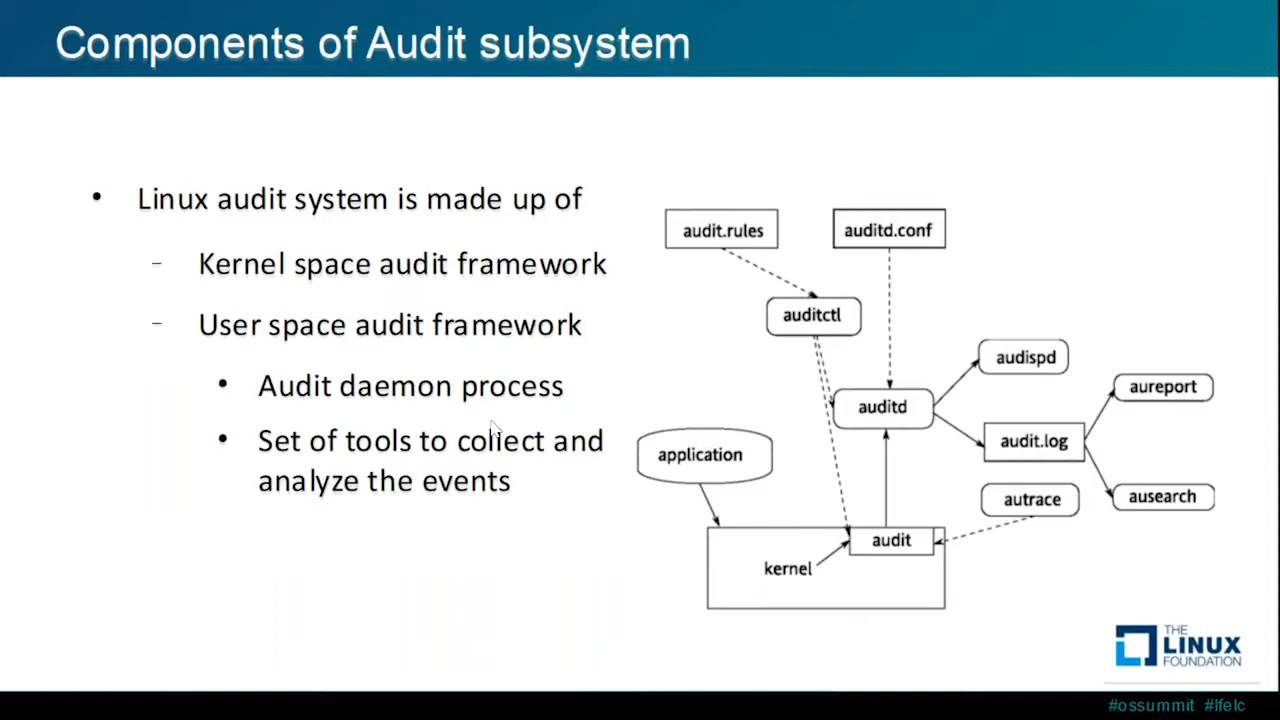 Components of Audit subsystem
• Linux audit system is made up of
– Kernel space audit framework
– User space audit framework
• Audit daemon process
• Set of tools to collect and
analyze the events
audit.rules
auditd.conf
auditctl
audispd
auditd
aureport
audit.log
application
autrace
ausearch
audit
kernel
THE
LINUX
FOUNDATION
#ossummit #lfelc